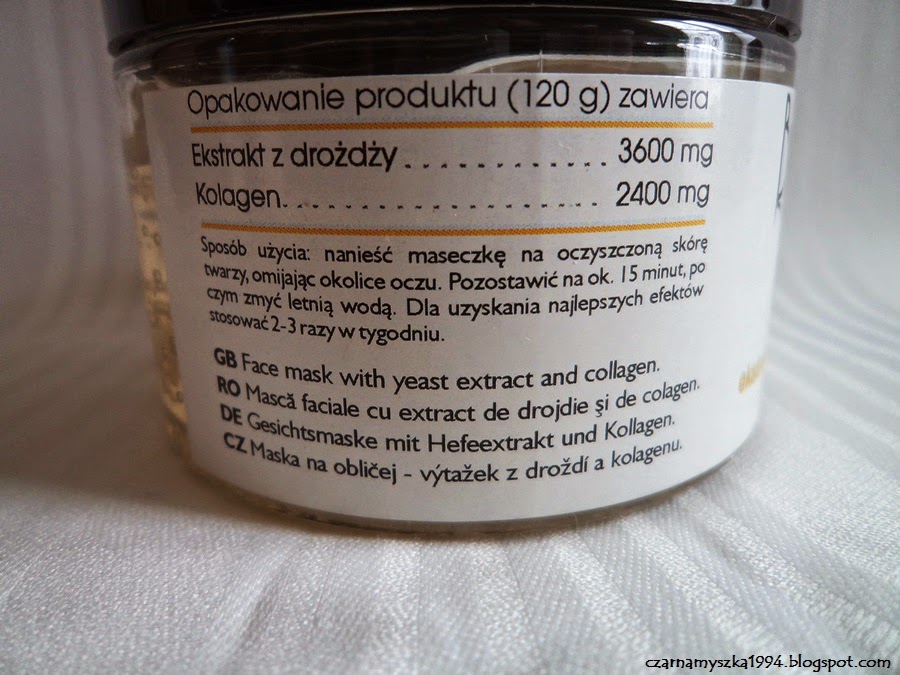 Opakowanie produktu (120 g) zawiera
Ekstrakt z drożdży............. 3600 mg
Kolagen........................ 2400 mg
Sposób użycia: nanieść maseczkę na oczyszczoną skórę
twarzy, omijając okolice oczu. Pozostawić na ok. 15 minut, po
czym zmyć letnią wodą. Dla uzyskania najlepszych efektów
stosować 2-3 razy w tygodniu.
GB Face mask with yeast extract and collagen.
RO Mască faciale cu extract de drojdie şi de colagen.
DE Gesichtsmaske mit Hefeextrakt und Kollagen.
CZ Maska na obličej - výtažek z droždí a kolagenu.
czarnamyszka1994.blogspot.com